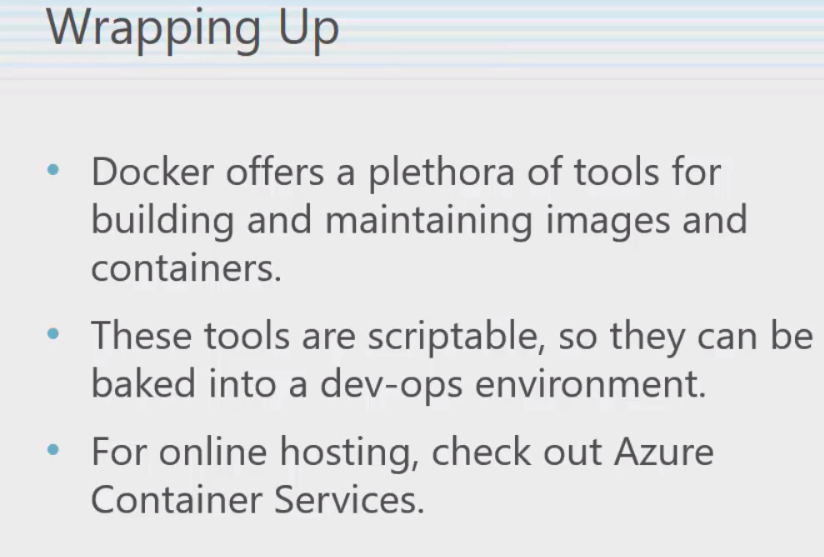 Wrapping Up
• Docker offers a plethora of tools for
building and maintaining images and
containers.
• These tools are scriptable, so they can be
baked into a dev-ops environment.
• For online hosting, check out Azure
Container Services.